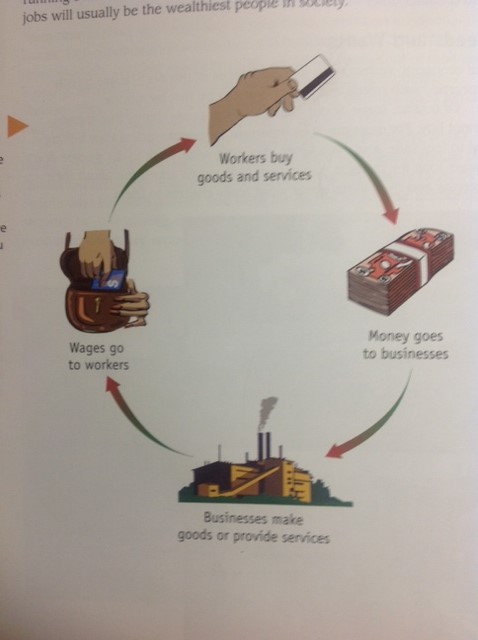 jobs will usually be the wealthiest people in society.
Workers buy
goods and services
Money goes
to businesses
Businesses make
goods or provide services
Wages go
to workers